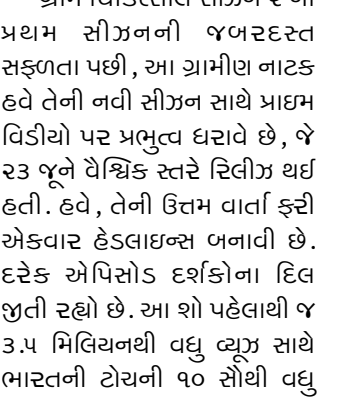 પ્રથમ સીઝનની જબરદસ્ત
સફળતા પછી, આ ગ્રામીણ નાટક
હવે તેની નવી સીઝન સાથે પ્રાઇમ
વિડીયો પર પ્રભુત્વ ધરાવે છે, જે
૨૩ જૂને વૈશ્વિક સ્તરે રિલીઝ થઈ
હતી. હવે, તેની ઉત્તમ વાર્તા ફરી
એકવાર હેડલાઇન્સ બનાવી છે.
દરેક એપિસોડ દર્શકોના દિલ
જીતી રહ્યો છે. આ શો પહેલાથી જ
૩.૫ મિલિયનથી વધુ વ્યૂઝ સાથે
ભારતની ટોચની ૧૦ સૌથી વધુ